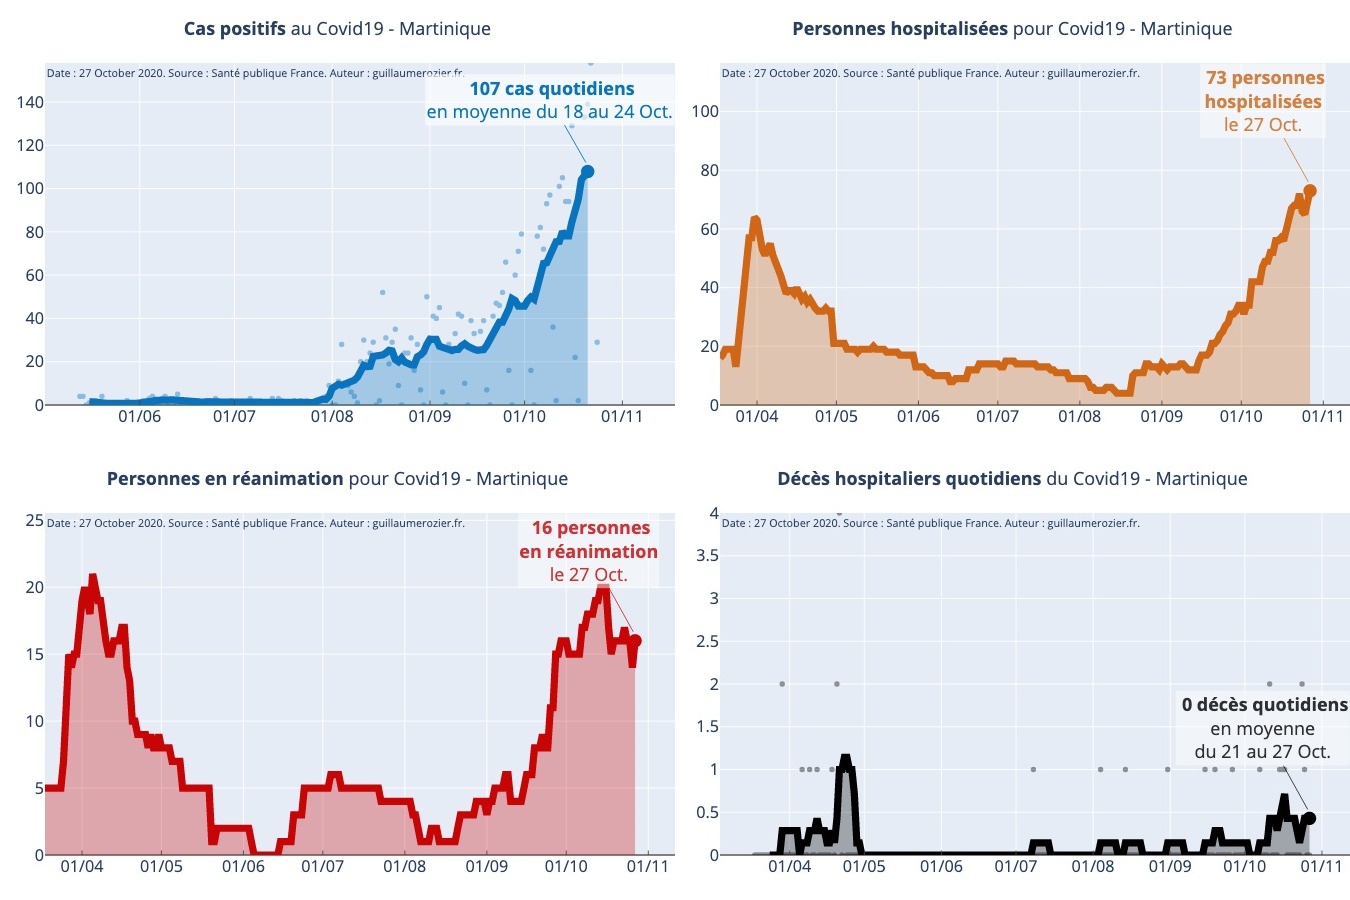 Cas positifs au Covid19 - Martinique
Date : 27 October 2020. Source : Santé publique France. Auteur : guillaumerozier.fr.
107 cas quotidiens
en moyenne du 18 au 24 Oct.
140
120
100
80
60
40
20
0
01/06 01/07 01/08 01/09 01/10 01/11
Personnes hospitalisées pour Covid19 - Martinique
Date : 27 October 2020. Source : Santé publique France. Auteur : guillaumerozier.fr.
73 personnes
hospitalisées
le 27 Oct.
100
80
60
40
20
0
01/04 01/05 01/06 01/07 01/08 01/09 01/10 01/11
Personnes en réanimation pour Covid19 - Martinique
Date : 27 October 2020. Source : Santé publique France. Auteur : guillaumerozier.fr.
16 personnes
en réanimation
le 27 Oct.
25
20
15
10
5
0
01/04 01/05 01/06 01/07 01/08 01/09 01/10 01/11
Décès hospitaliers quotidiens du Covid19 - Martinique
Date : 27 October 2020. Source : Santé publique France. Auteur : guillaumerozier.fr.
0 décès quotidiens
en moyenne
du 21 au 27 Oct.
4
3.5
3
2.5
2
1.5
1
0.5
0
01/04 01/05 01/06 01/07 01/08 01/09 01/10 01/11